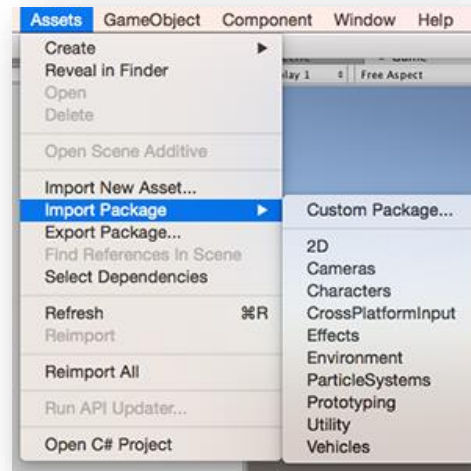 Assets GameObject Component Window Help
Create
Reveal in Finder
Open
Delete
Open Scene Additive
Import New Asset...
Import Package
Export Package...
Find References In Scene
Select Dependencies
Refresh ⌘R
Reimport
Reimport All
Run API Updater...
Open C# Project
Free Aspect
Custom Package...
2D
Cameras
Characters
CrossPlatformInput
Effects
Environment
ParticleSystems
Prototyping
Utility
Vehicles